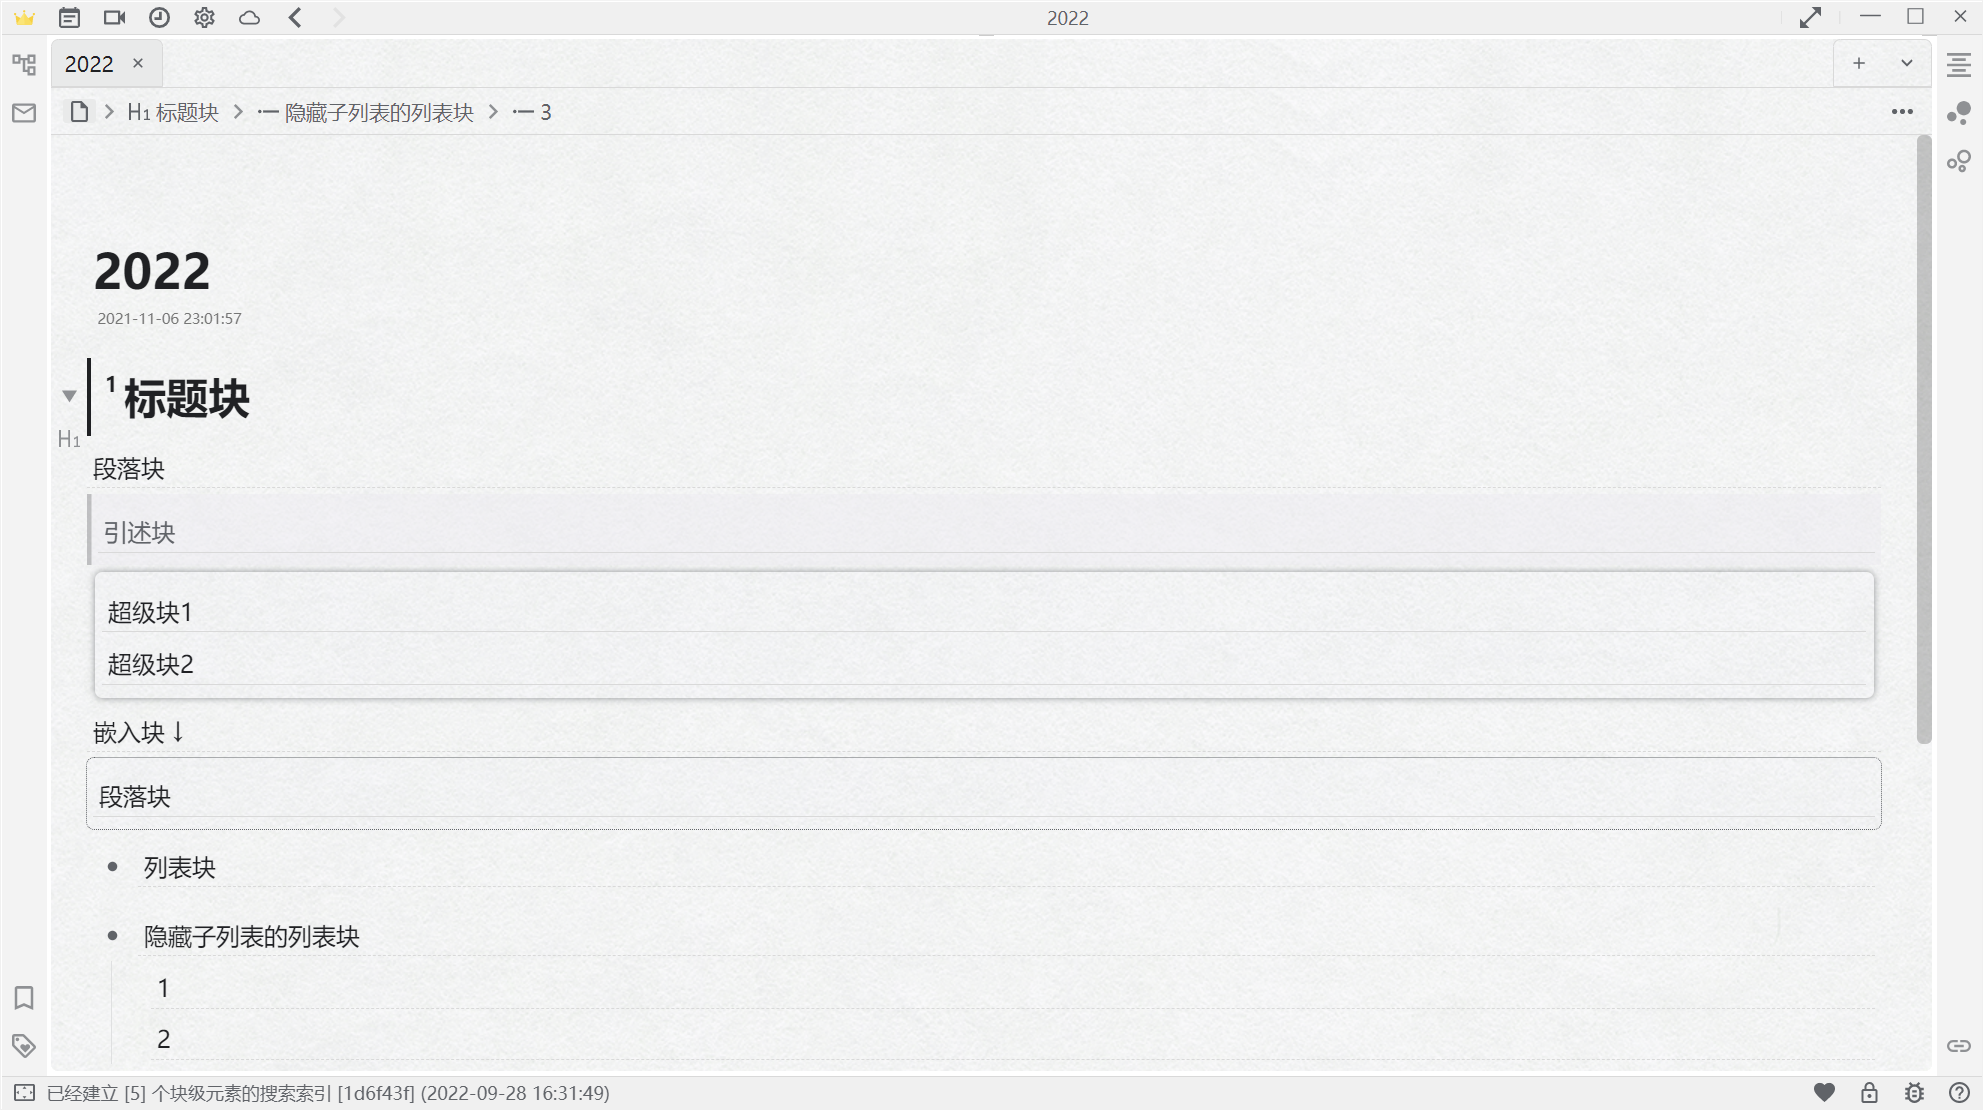 2022
2022
H1 标题块 隐藏子列表的列表块 3
2022
2021-11-06 23:01:57
1 标题块
H1
段落块
引述块
超级块1
超级块2
嵌入块↓
段落块
列表块
隐藏子列表的列表块
1
2
已经建立 [5] 个块级元素的搜索索引 [1d6f43f] (2022-09-28 16:31:49)